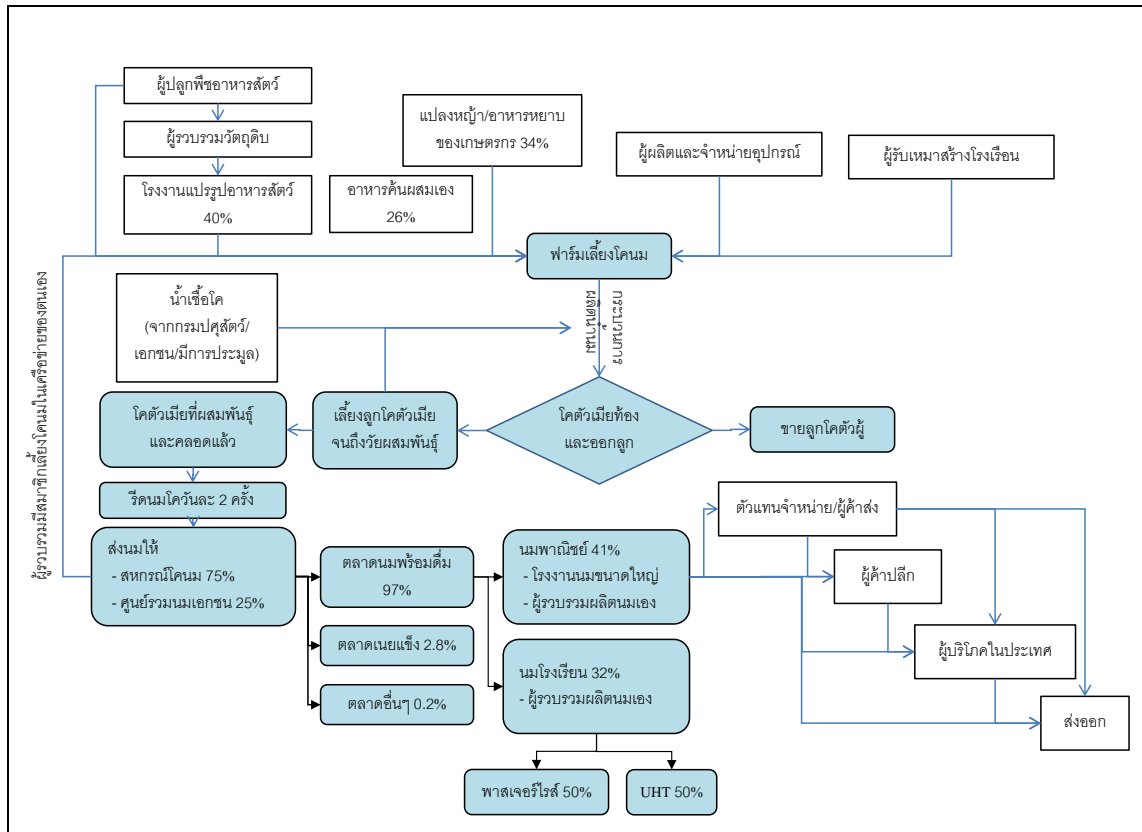 ผู้ปลูกพืชอาหารสัตว์
ผู้รวบรวมวัตถุดิบ
โรงงานแปรรูปอาหารสัตว์
40%
แปลงหญ้า/อาหารหยาบ
ของเกษตรกร 34%
อาหารค้นผสมเอง
26%
ผู้ผลิตและจำหน่ายอุปกรณ์
ผู้รับเหมาสร้างโรงเรือน
ฟาร์มเลี้ยงโคนม
ผู้รวบรวมมีสมาชิกเลี้ยงโคนมในเครือข่ายของตนเอง
น้ำเชื้อโค
(จากกรมปศุสัตว์/
เอกชน/มีการประมูล)
กระบวนการ
ผลิตน้ำนม
โคตัวเมียที่ผสมพันธุ์
และคลอดแล้ว
เลี้ยงลูกโคตัวเมีย
จนถึงวัยผสมพันธุ์
โคตัวเมียท้อง
และออกลูก
ขายลูกโคตัวผู้
รีดนมโควันละ 2 ครั้ง
ส่งนมให้
- สหกรณ์โคนม 75%
- ศูนย์รวมนมเอกชน 25%
ตลาดนมพร้อมดื่ม
97%
ตลาดเนยแข็ง 2.8%
ตลาดอื่นๆ 0.2%
นมพาณิชย์ 41%
- โรงงานนมขนาดใหญ่
- ผู้รวบรวมผลิตนมเอง
นมโรงเรียน 32%
- ผู้รวบรวมผลิตนมเอง
พาสเจอร์ไรส์ 50%
UHT 50%
ตัวแทนจำหน่าย/ผู้ค้าส่ง
ผู้ค้าปลีก
ผู้บริโภคในประเทศ
ส่งออก